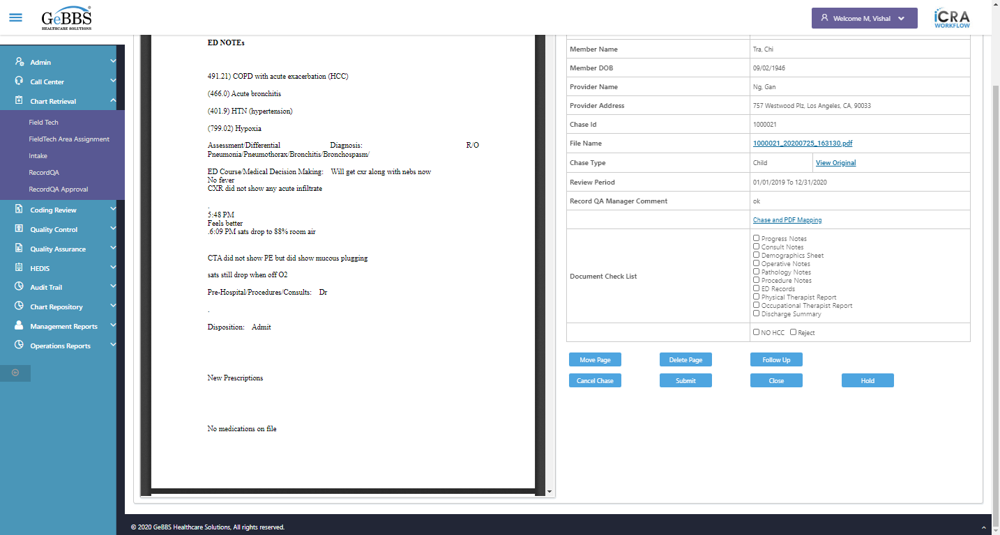 GeBBS
HEALTHCARE SOLUTIONS
Welcome M, Vishal
iCRA
WORKFLOW
Admin
Call Center
Chart Retrieval
Field Tech
FieldTech Area Assignment
Intake
RecordQA
RecordQA Approval
Coding Review
Quality Control
Quality Assurance
HEDIS
Audit Trail
Chart Repository
Management Reports
Operations Reports
ED NOTEs
491.21) COPD with acute exacerbation (HCC)
(466.0) Acute bronchitis
(401.9) HTN (hypertension)
(799.02) Hypoxia
Assessment/Differential Diagnosis: R/O
Pneumonia/Pneumothorax/Bronchitis/Bronchospasm/
ED Course/Medical Decision Making: Will get cxr along with nebs now
No fever
CXR did not show any acute infiltrate
.
5:48 PM
Feels better
.6:09 PM sats drop to 88% room air
CTA did not show PE but did show mucous plugging
sats still drop when off O2
Pre-Hospital/Procedures/Consults: Dr
.
Disposition: Admit
New Prescriptions
No medications on file
Member Name Tra, Chi
Member DOB 09/02/1946
Provider Name Ng, Gan
Provider Address 757 Westwood Plz, Los Angeles, CA, 90033
Chase Id 1000021
File Name 1000021_20200725_163130.pdf
Chase Type Child View Original
Review Period 01/01/2019 To 12/31/2020
Record QA Manager Comment ok
Chase and PDF Mapping
Document Check List
Progress Notes
Consult Notes
Demographics Sheet
Operative Notes
Pathology Notes
Procedure Notes
ED Records
Physical Therapist Report
Occupational Therapist Report
Discharge Summary
NO HCC Reject
Move Page Delete Page Follow Up
Cancel Chase Submit Close Hold
© 2020 GeBBS Healthcare Solutions, All rights reserved.